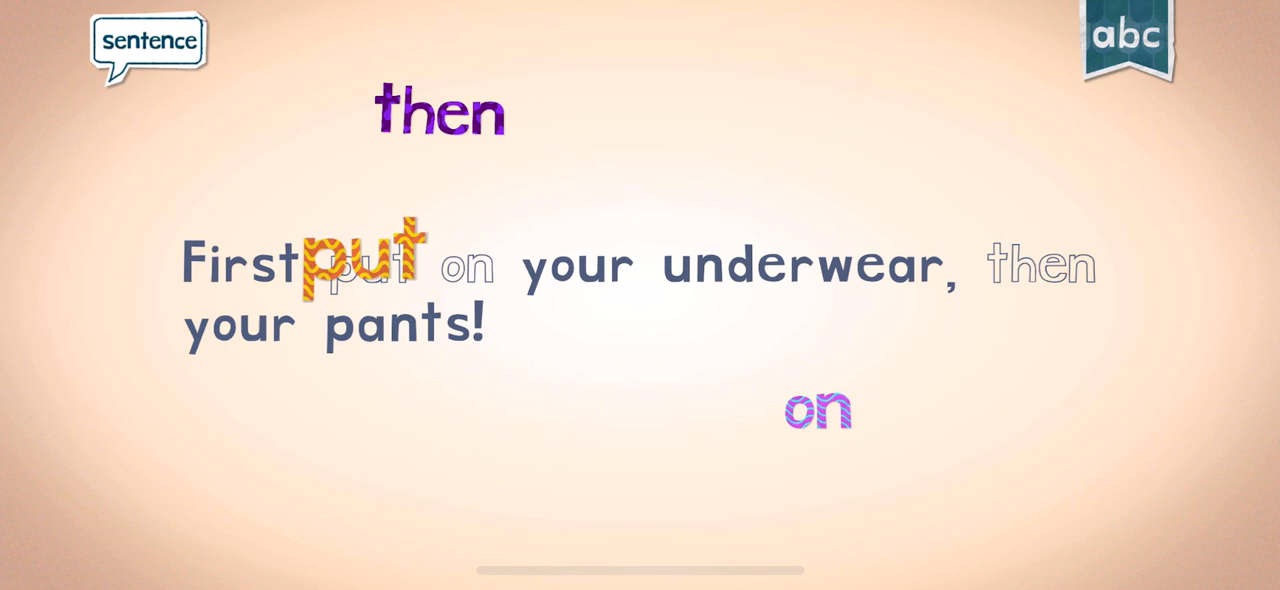 sentence
abc
then
First put on your underwear, then
your pants!
on